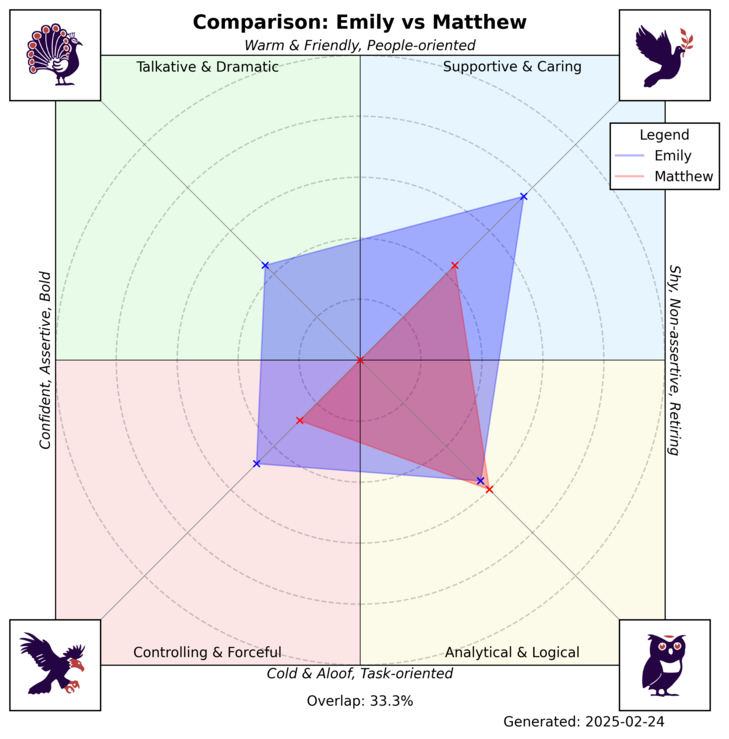 Comparison: Emily vs Matthew
Warm & Friendly, People-oriented
Talkative & Dramatic
Supportive & Caring
Legend
Emily
Matthew
Confident, Assertive, Bold
Shy, Non-assertive, Retiring
Controlling & Forceful
Analytical & Logical
Cold & Aloof, Task-oriented
Overlap: 33.3%
Generated: 2025-02-24